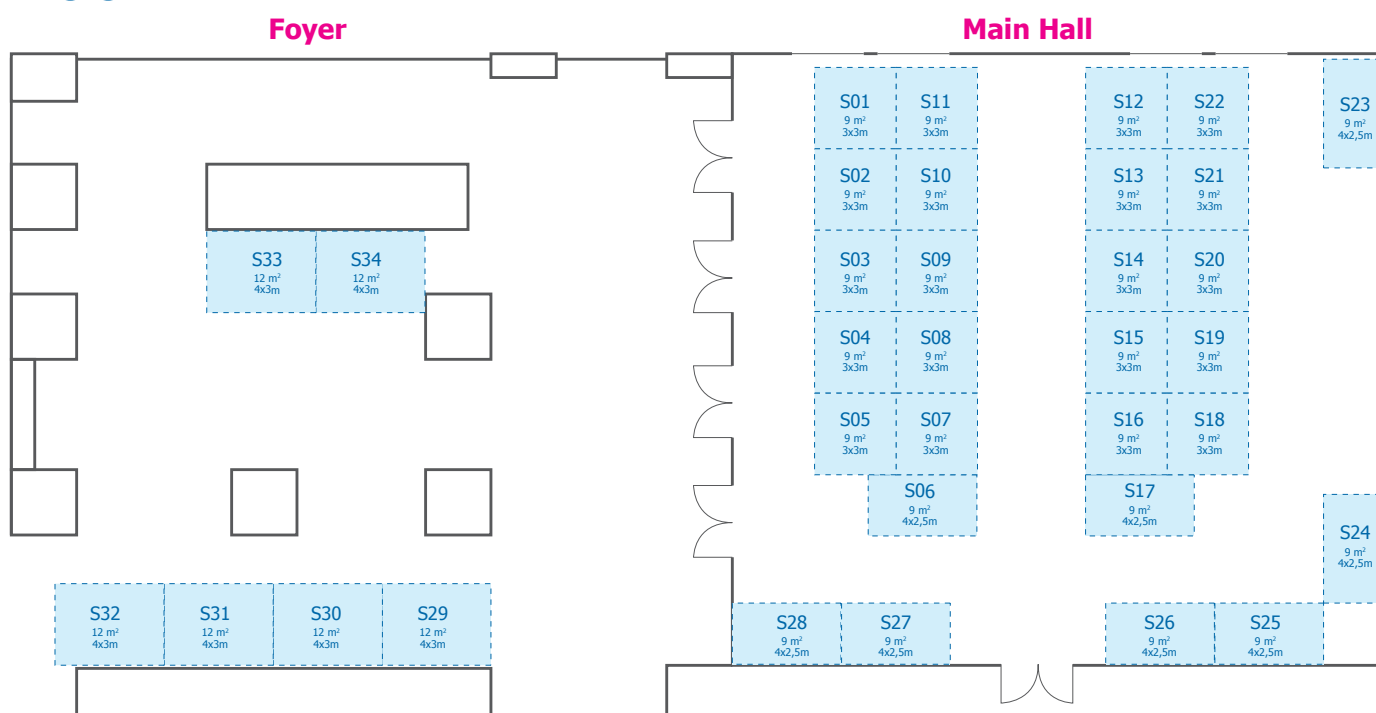 Foyer
Main Hall
S01
9 m²
3x3m
S11
9 m²
3x3m
S12
9 m²
3x3m
S22
9 m²
3x3m
S23
9 m²
4x2,5m
S02
9 m²
3x3m
S10
9 m²
3x3m
S13
9 m²
3x3m
S21
9 m²
3x3m
S33
12 m²
4x3m
S34
12 m²
4x3m
S03
9 m²
3x3m
S09
9 m²
3x3m
S14
9 m²
3x3m
S20
9 m²
3x3m
S04
9 m²
3x3m
S08
9 m²
3x3m
S15
9 m²
3x3m
S19
9 m²
3x3m
S05
9 m²
3x3m
S07
9 m²
3x3m
S16
9 m²
3x3m
S18
9 m²
3x3m
S06
9 m²
4x2,5m
S17
9 m²
4x2,5m
S24
9 m²
4x2,5m
S32
12 m²
4x3m
S31
12 m²
4x3m
S30
12 m²
4x3m
S29
12 m²
4x3m
S28
9 m²
4x2,5m
S27
9 m²
4x2,5m
S26
9 m²
4x2,5m
S25
9 m²
4x2,5m